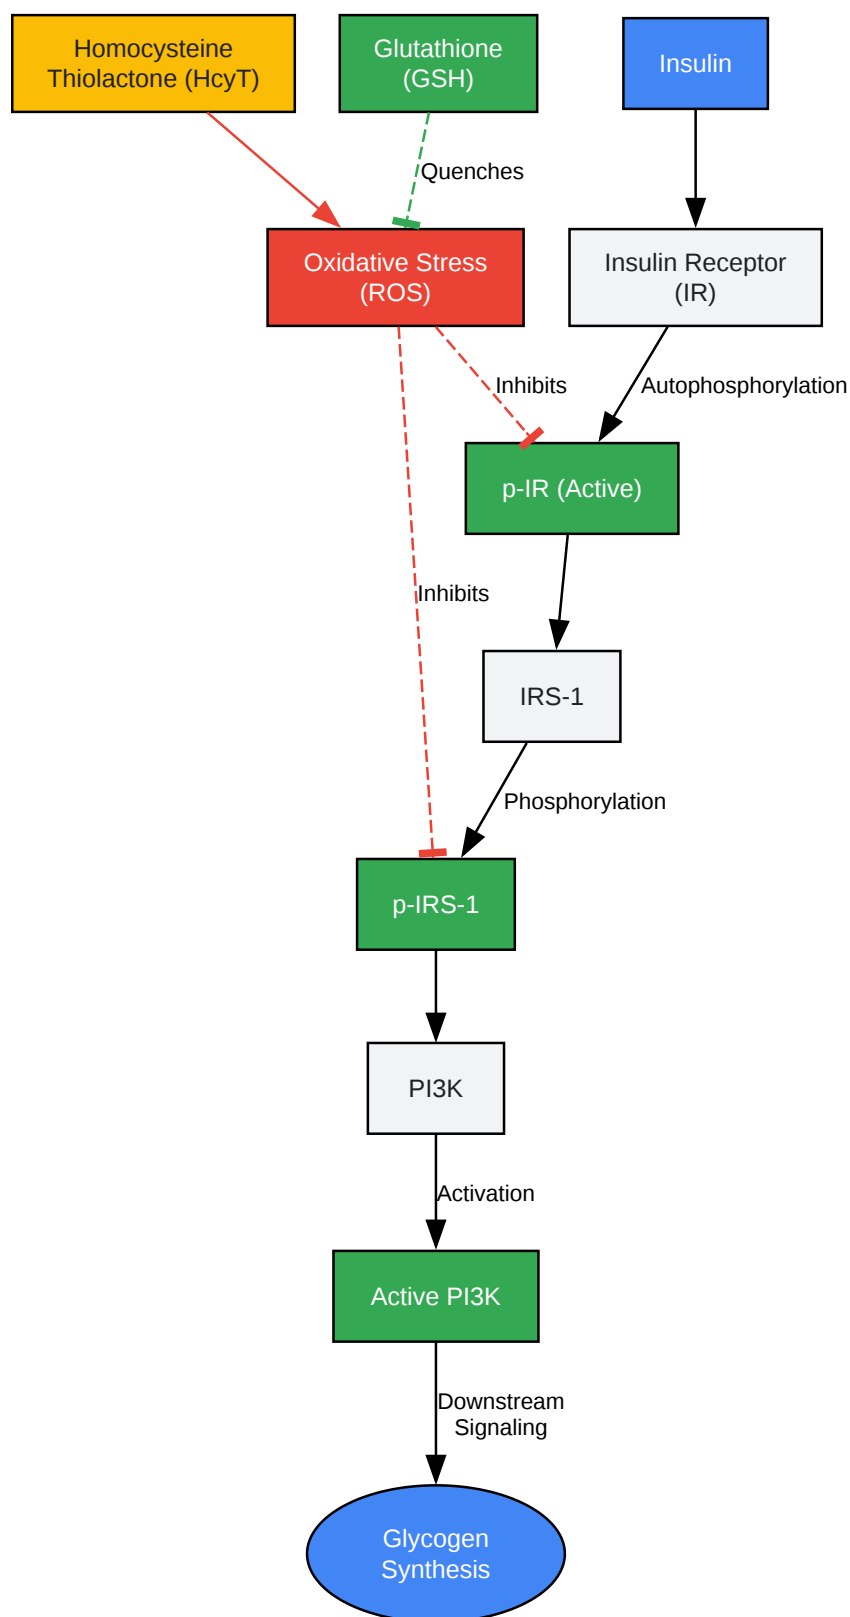 Homocysteine
Thiolactone (HcyT)
Glutathione
(GSH)
Insulin
Quenches
Oxidative Stress
(ROS)
Insulin Receptor
(IR)
Inhibits
Autophosphorylation
p-IR (Active)
Inhibits
IRS-1
Phosphorylation
p-IRS-1
PI3K
Activation
Active PI3K
Downstream
Signaling
Glycogen
Synthesis